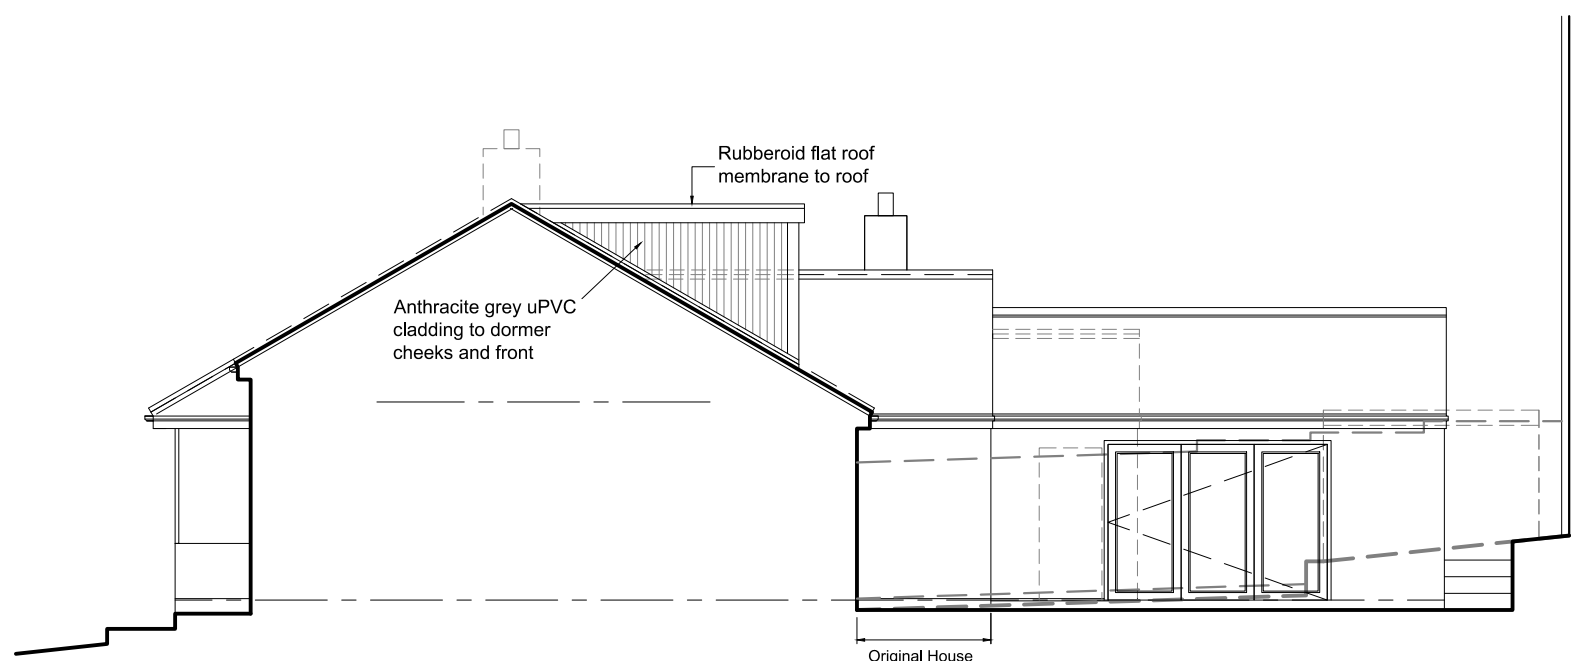 Rubberoid flat roof
membrane to roof
Anthracite grey uPVC
cladding to dormer
cheeks and front
Original House